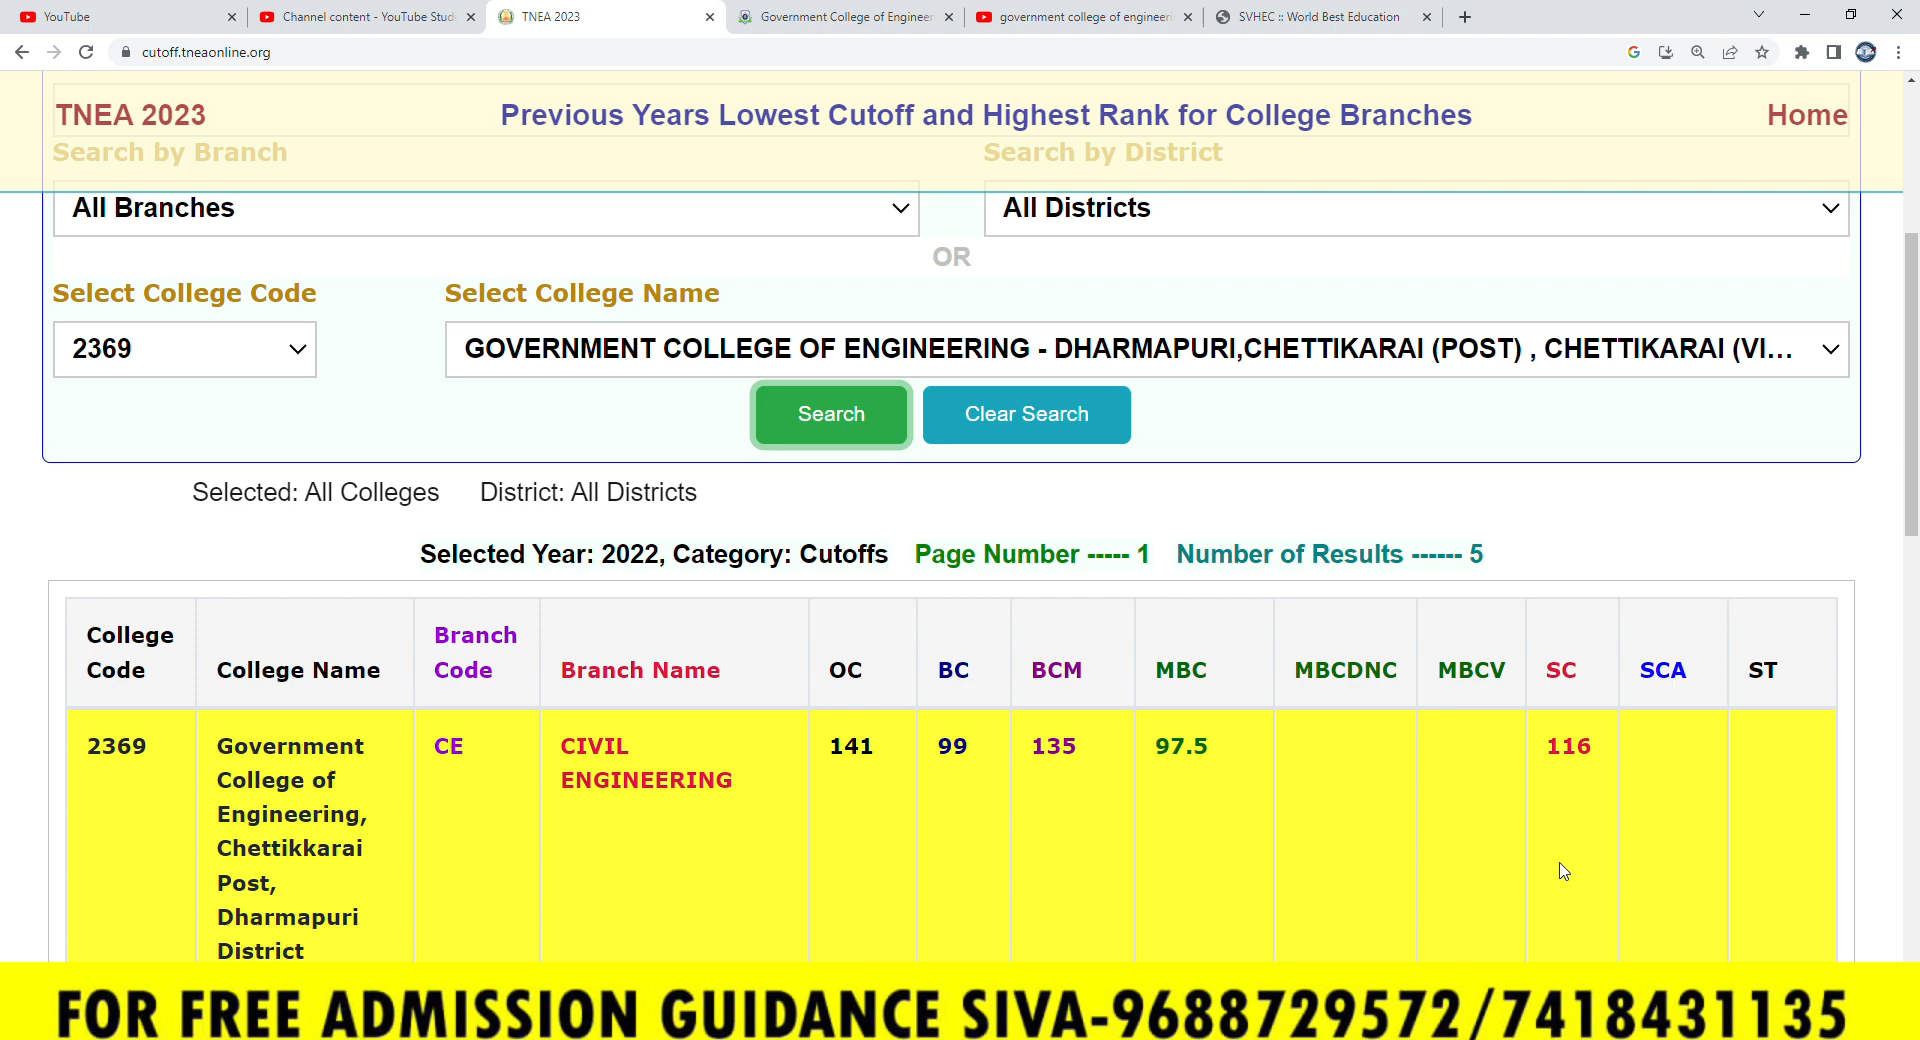 YouTube
Channel content - YouTube Studi
TNEA 2023
Government College of Engineer
government college of engineeri
SVHEC :: World Best Education
cutoff.tneaonline.org
TNEA 2023 Previous Years Lowest Cutoff and Highest Rank for College Branches Home
Search by Branch Search by District
All Branches All Districts
OR
Select College Code Select College Name
2369 GOVERNMENT COLLEGE OF ENGINEERING - DHARMAPURI,CHETTIKARAI (POST) , CHETTIKARAI (VI...
Search Clear Search
Selected: All Colleges District: All Districts
Selected Year: 2022, Category: Cutoffs Page Number ----- 1 Number of Results ------ 5
College Code College Name Branch Code Branch Name OC BC BCM MBC MBCDNC MBCV SC SCA ST
2369 Government CE CIVIL 141 99 135 97.5 116
College of ENGINEERING
Engineering,
Chettikkarai
Post,
Dharmapuri
District
FOR FREE ADMISSION GUIDANCE SIVA-9688729572/7418431135